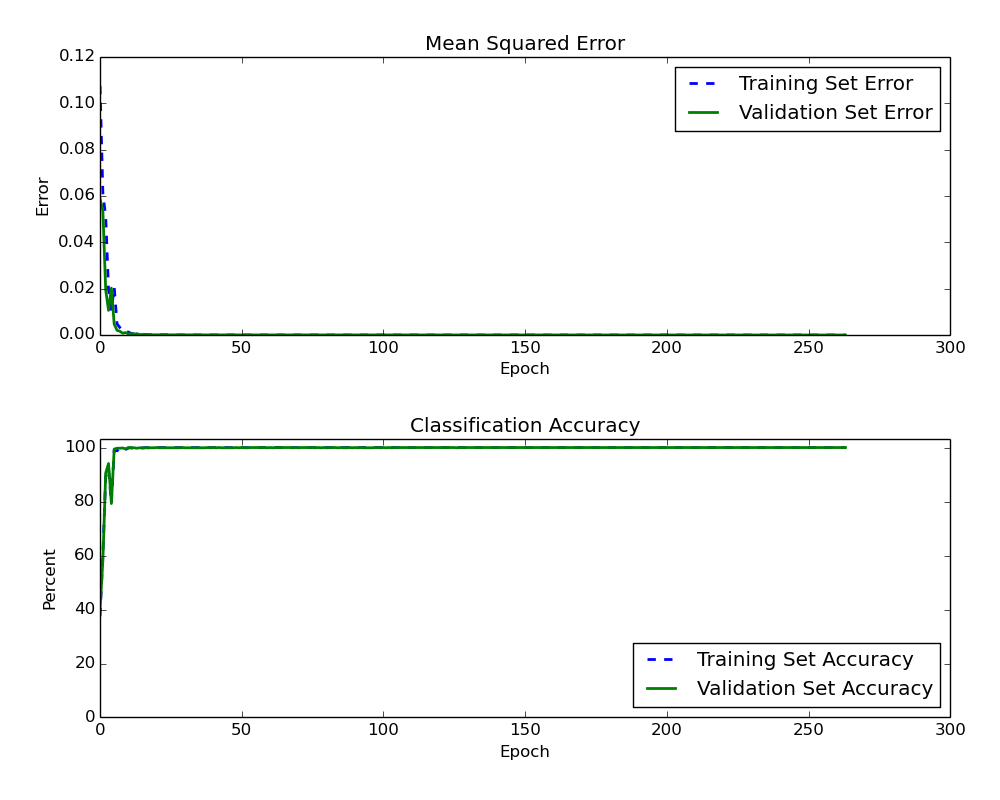 Mean Squared Error
0.12
0.10
0.08
0.06
0.04
0.02
0.00
Error
Training Set Error
Validation Set Error
0 50 100 150 200 250 300
Epoch
Classification Accuracy
100
80
60
40
20
0
Percent
Training Set Accuracy
Validation Set Accuracy
0 50 100 150 200 250 300
Epoch